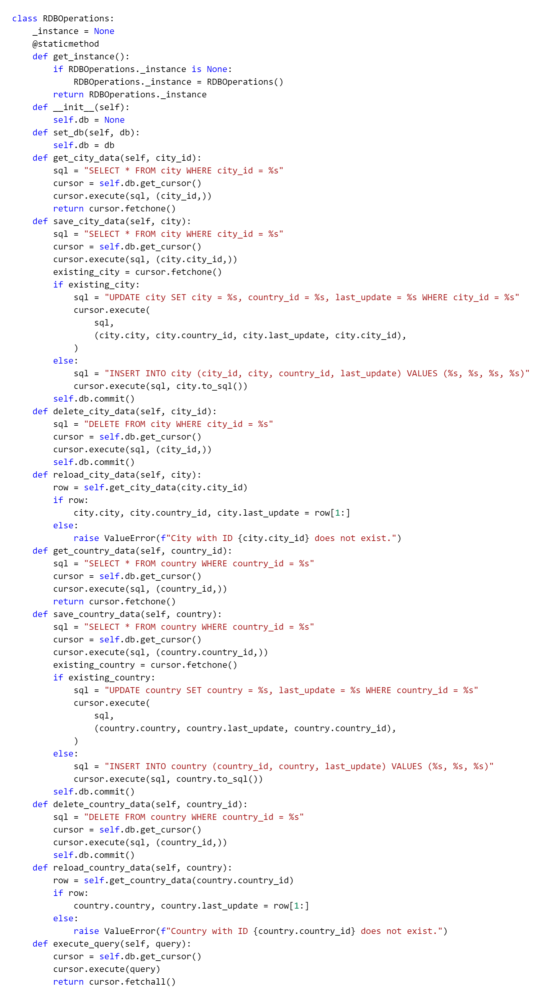 class RDBOperations:
    _instance = None
    @staticmethod
    def get_instance():
        if RDBOperations._instance is None:
            RDBOperations._instance = RDBOperations()
        return RDBOperations._instance
    def __init__(self):
        self.db = None
    def set_db(self, db):
        self.db = db
    def get_city_data(self, city_id):
        sql = "SELECT * FROM city WHERE city_id = %s"
        cursor = self.db.get_cursor()
        cursor.execute(sql, (city_id,))
        return cursor.fetchone()
    def save_city_data(self, city):
        sql = "SELECT * FROM city WHERE city_id = %s"
        cursor = self.db.get_cursor()
        cursor.execute(sql, (city.city_id,))
        existing_city = cursor.fetchone()
        if existing_city:
            sql = "UPDATE city SET city = %s, country_id = %s, last_update = %s WHERE city_id = %s"
            cursor.execute(
                sql,
                (city.city, city.country_id, city.last_update, city.city_id),
            )
        else:
            sql = "INSERT INTO city (city_id, city, country_id, last_update) VALUES (%s, %s, %s, %s)"
            cursor.execute(sql, city.to_sql())
        self.db.commit()
    def delete_city_data(self, city_id):
        sql = "DELETE FROM city WHERE city_id = %s"
        cursor = self.db.get_cursor()
        cursor.execute(sql, (city_id,))
        self.db.commit()
    def reload_city_data(self, city):
        row = self.get_city_data(city.city_id)
        if row:
            city.city, city.country_id, city.last_update = row[1:]
        else:
            raise ValueError(f"City with ID {city.city_id} does not exist.")
    def get_country_data(self, country_id):
        sql = "SELECT * FROM country WHERE country_id = %s"
        cursor = self.db.get_cursor()
        cursor.execute(sql, (country_id,))
        return cursor.fetchone()
    def save_country_data(self, country):
        sql = "SELECT * FROM country WHERE country_id = %s"
        cursor = self.db.get_cursor()
        cursor.execute(sql, (country.country_id,))
        existing_country = cursor.fetchone()
        if existing_country:
            sql = "UPDATE country SET country = %s, last_update = %s WHERE country_id = %s"
            cursor.execute(
                sql,
                (country.country, country.last_update, country.country_id),
            )
        else:
            sql = "INSERT INTO country (country_id, country, last_update) VALUES (%s, %s, %s)"
            cursor.execute(sql, country.to_sql())
        self.db.commit()
    def delete_country_data(self, country_id):
        sql = "DELETE FROM country WHERE country_id = %s"
        cursor = self.db.get_cursor()
        cursor.execute(sql, (country_id,))
        self.db.commit()
    def reload_country_data(self, country):
        row = self.get_country_data(country.country_id)
        if row:
            country.country, country.last_update = row[1:]
        else:
            raise ValueError(f"Country with ID {country.country_id} does not exist.")
    def execute_query(self, query):
        cursor = self.db.get_cursor()
        cursor.execute(query)
        return cursor.fetchall()